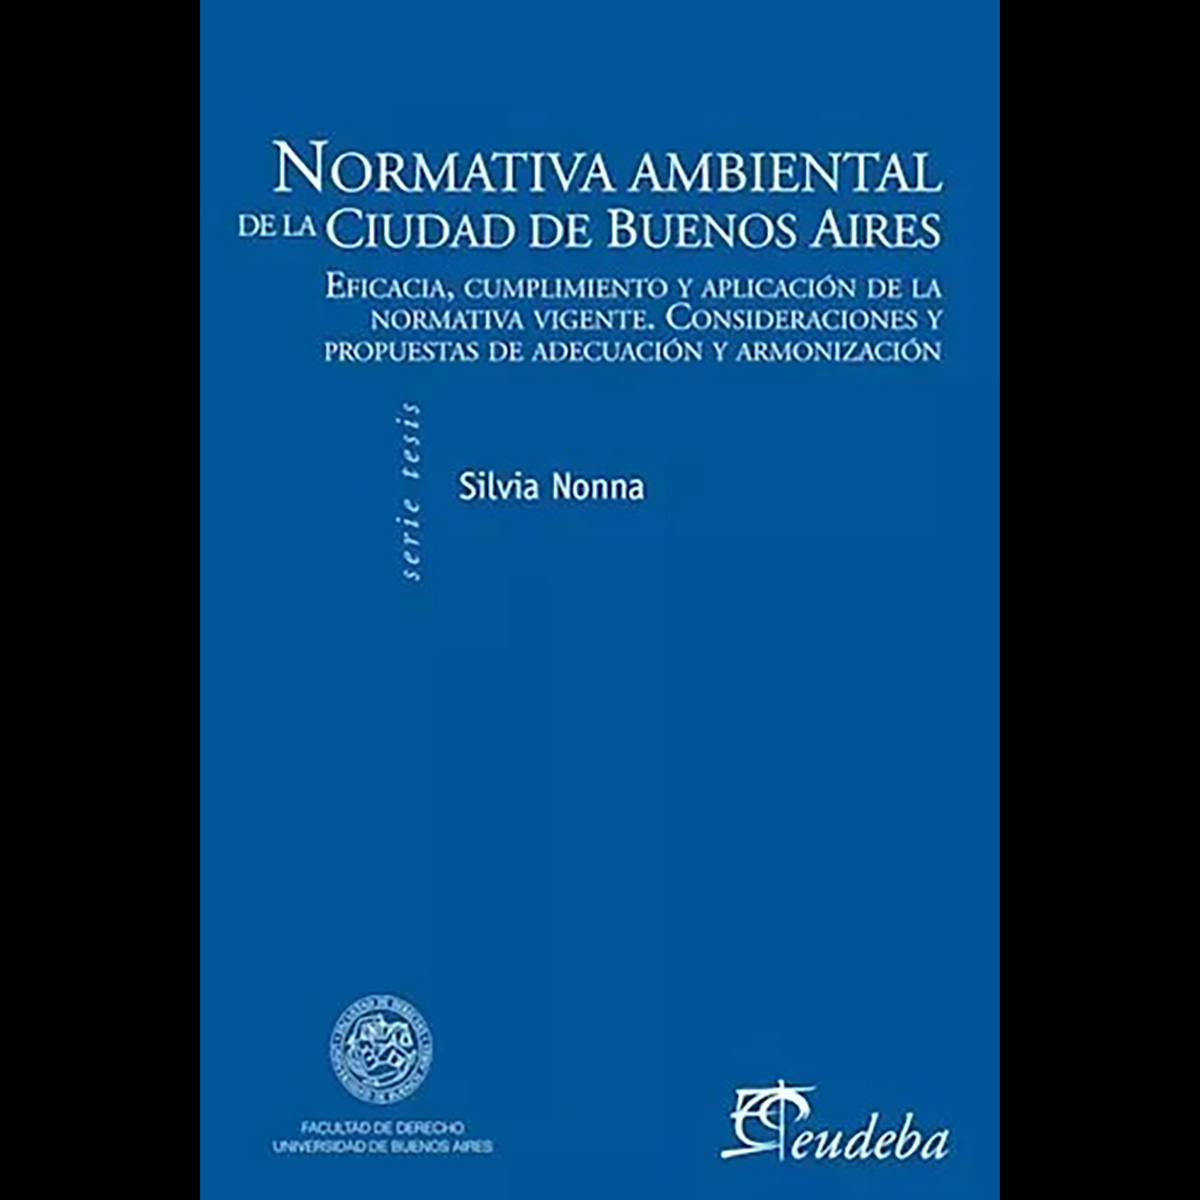 NORMATIVA AMBIENTAL
DE LA CIUDAD DE BUENOS AIRES
EFICACIA, CUMPLIMIENTO Y APLICACIÓN DE LA
NORMATIVA VIGENTE. CONSIDERACIONES Y
PROPUESTAS DE ADECUACIÓN Y ARMONIZACIÓN
serie tesis
Silvia Nonna
FACULTAD DE DERECHO
UNIVERSIDAD DE BUENOS AIRES
eudeba